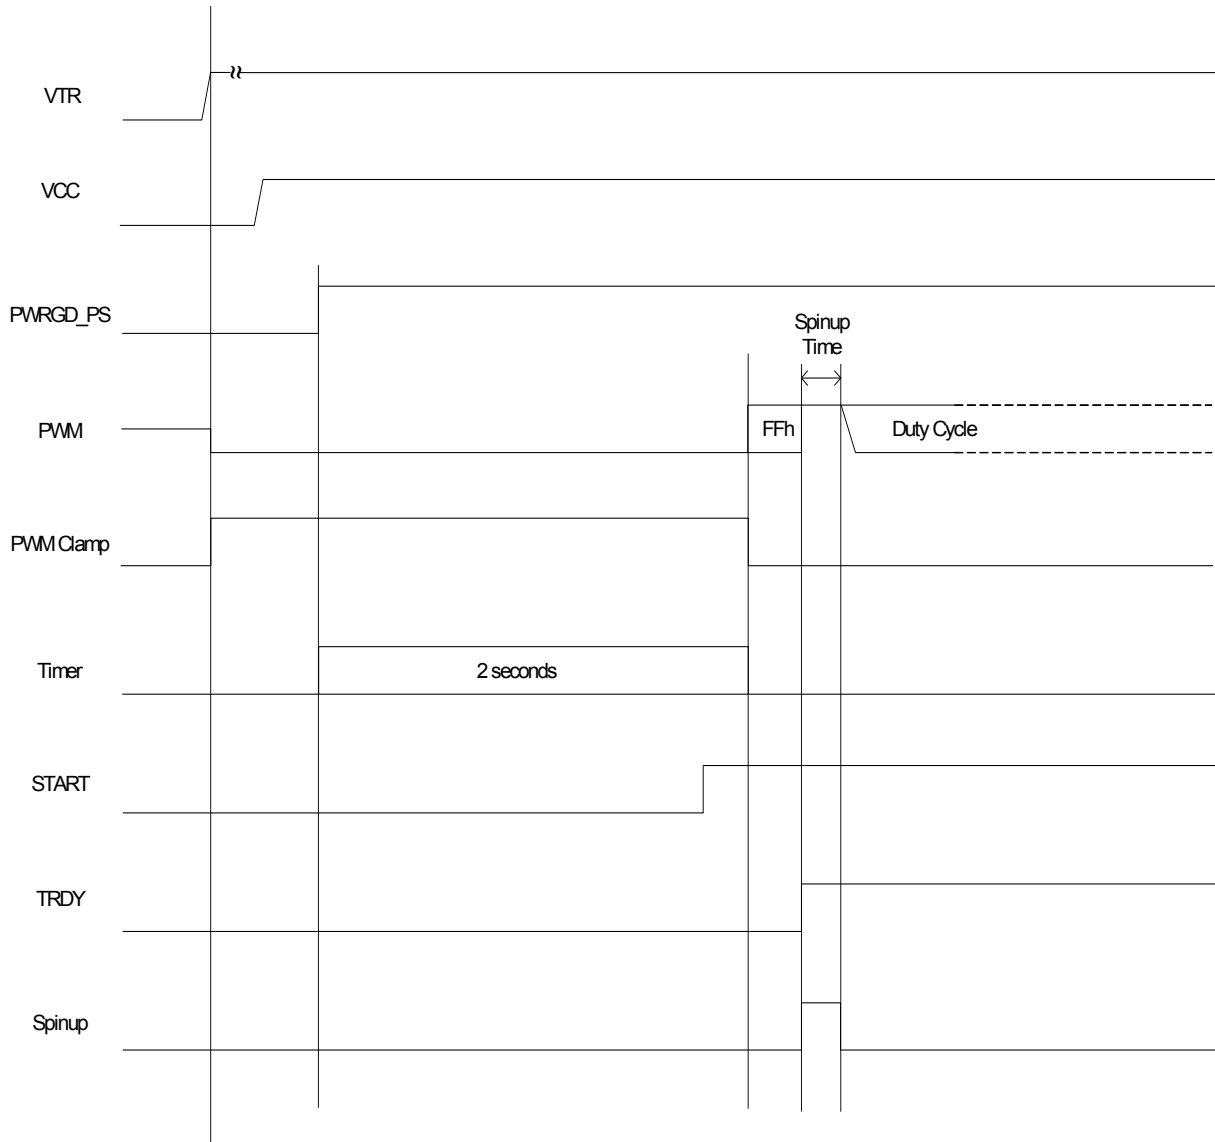 VTR
VCC
PWRGD_PS
Spinup
Time
PWM
FFh
Duty Cycle
PWM Clamp
Timer
2 seconds
START
TRDY
Spinup